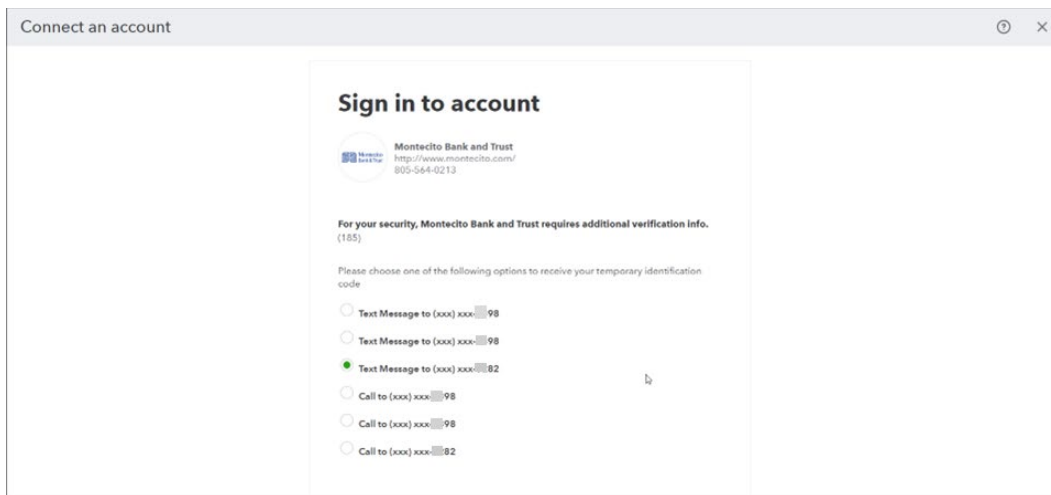 Connect an account
Sign in to account
Montecito Bank and Trust
Montecito
Bank & Trust
http://www.montecito.com/
805-564-0213
For your security, Montecito Bank and Trust requires additional verification info.
(185)
Please choose one of the following options to receive your temporary identification
code
Text Message to (xxx) xxx- 98
Text Message to (xxx) xxx- 98
Text Message to (xxx) xxx- 82
Call to (xxx) xxx- 98
Call to (xxx) xxx- 98
Call to (xxx) xxx- 82